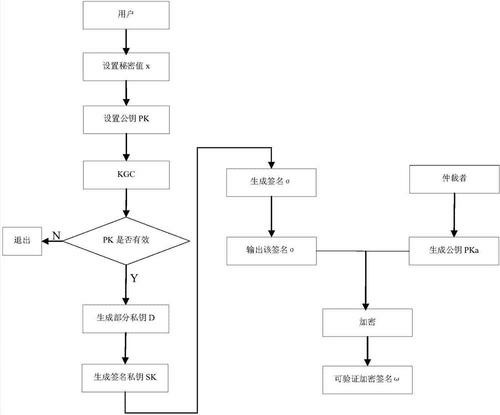 用户
设置秘密值 x
设置公钥 PK
KGC
PK 是否有效
N
退出
Y
生成部分私钥 D
生成签名私钥 SK
生成签名 σ
输出该签名 σ
仲裁者
生成公钥 PKa
加密
可验证加密签名 ω